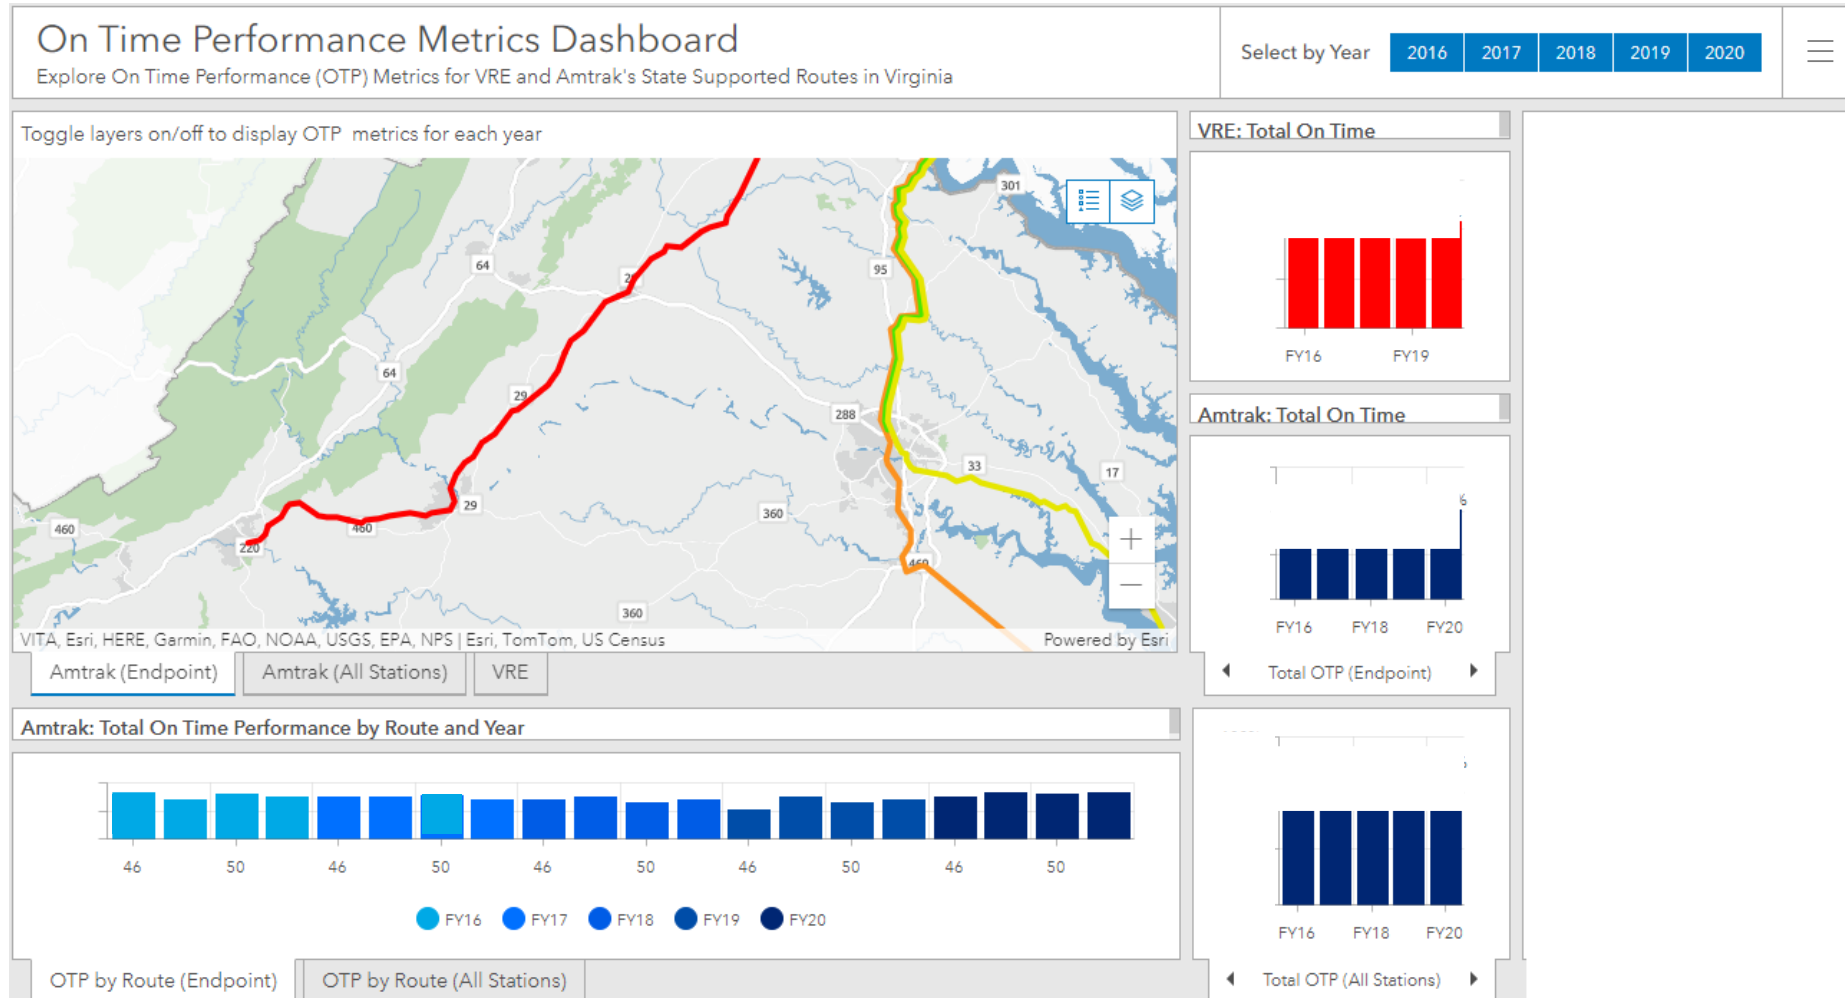 On Time Performance Metrics Dashboard
Explore On Time Performance (OTP) Metrics for VRE and Amtrak's State Supported Routes in Virginia
Select by Year
2016 2017 2018 2019 2020
Toggle layers on/off to display OTP metrics for each year
301
95
64
64
29
288
33
17
29
460
460
220
360
460
360
VITA, Esri, HERE, Garmin, FAO, NOAA, USGS, EPA, NPS | Esri, TomTom, US Census
Powered by Esri
Amtrak (Endpoint) Amtrak (All Stations) VRE
VRE: Total On Time
FY16 FY19
Amtrak: Total On Time
FY16 FY18 FY20
Total OTP (Endpoint)
Amtrak: Total On Time Performance by Route and Year
46 50 46 50 46 50 46 50 46 50
FY16 FY17 FY18 FY19 FY20
OTP by Route (Endpoint) OTP by Route (All Stations)
FY16 FY18 FY20
Total OTP (All Stations)